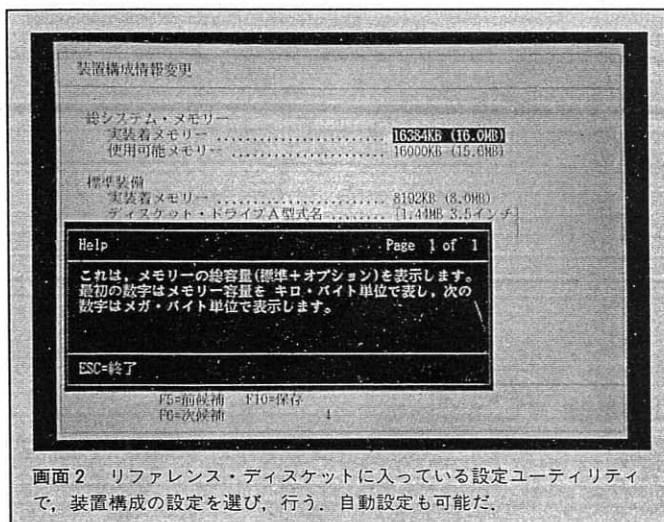 装置構成情報変更
総システム・メモリー
実装着メモリー ........................ 16384KB (16.0MB)
使用可能メモリー ...................... 16000KB (15.6MB)
標準装備
実装着メモリー ........................ 8192KB (8.0MB)
ディスケット・ドライブA型式名......... [1.44MB 3.5インチ]
Help Page 1 of 1
これは，メモリーの総容量(標準＋オプション)を表示します。
最初の数字はメモリー容量を キロ・バイト単位で表し，次の
数字はメガ・バイト単位で表示します。
ESC=終了
F5=前候補 F10=保存
F6=次候補
画面2 リファレンス・ディスケットに入っている設定ユーティリティ
で，装置構成の設定を選び，行う．自動設定も可能だ．